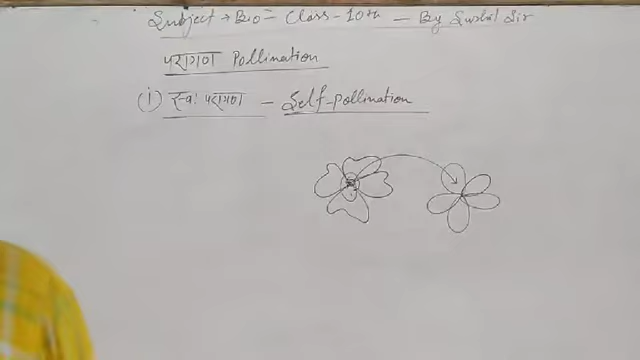 Subject → Bio - Class - 10th - By Sushil Sir
परागण Pollination
(i) स्व: परागण - Self-pollination